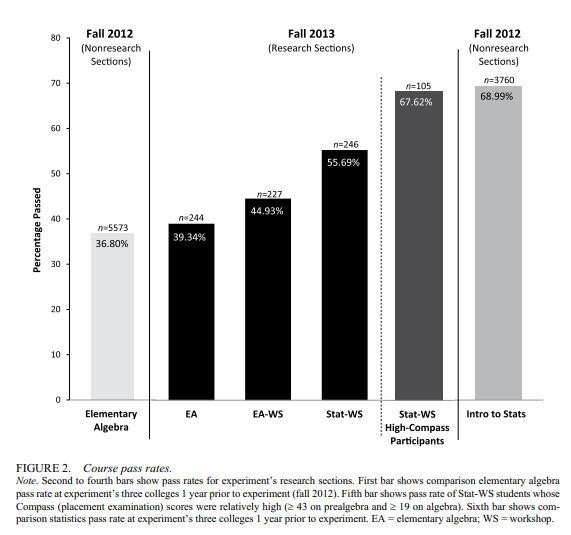 Fall 2012
(Nonresearch
Sections)
Fall 2013
(Research Sections)
Fall 2012
(Nonresearch
Sections)
Percentage Passed
80
70
60
50
40
30
20
10
0
n=5573
36.80%
n=244
39.34%
n=227
44.93%
n=246
55.69%
n=105
67.62%
n=3760
68.99%
Elementary
Algebra
EA
EA-WS
Stat-WS
Stat-WS
High-Compass
Participants
Intro to Stats
FIGURE 2. Course pass rates.
Note. Second to fourth bars show pass rates for experiment's research sections. First bar shows comparison elementary algebra
pass rate at experiment's three colleges 1 year prior to experiment (fall 2012). Fifth bar shows pass rate of Stat-WS students whose
Compass (placement examination) scores were relatively high (≥ 43 on prealgebra and ≥ 19 on algebra). Sixth bar shows com-
parison statistics pass rate at experiment's three colleges 1 year prior to experiment. EA = elementary algebra; WS = workshop.